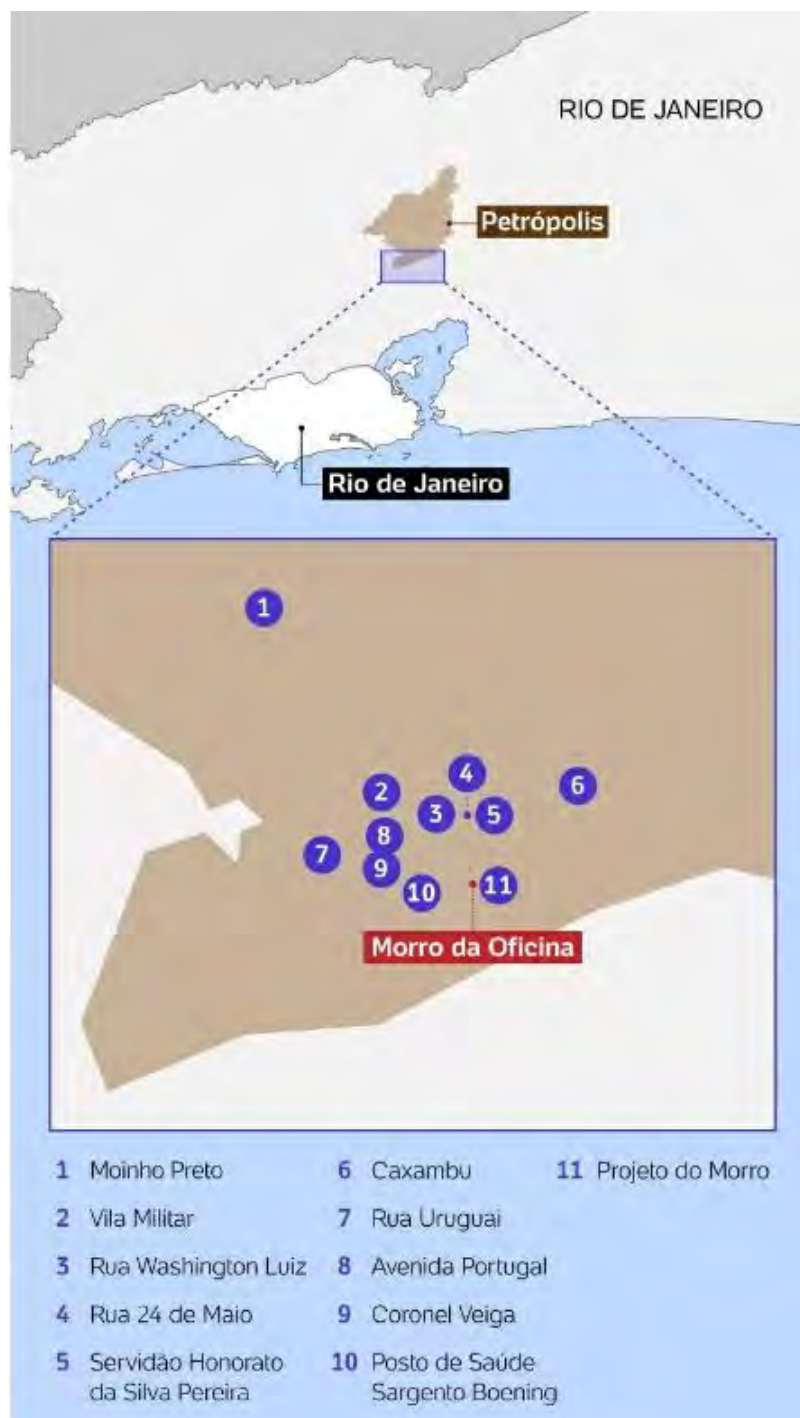 RIO DE JANEIRO
Petrópolis
Rio de Janeiro
1
4
6
2
3
5
8
7
9
10
11
Morro da Oficina
1 Moinho Preto
2 Vila Militar
3 Rua Washington Luiz
4 Rua 24 de Maio
5 Servidão Honorato
da Silva Pereira
6 Caxambu
7 Rua Uruguai
8 Avenida Portugal
9 Coronel Veiga
10 Posto de Saúde
Sargento Boening
11 Projeto do Morro